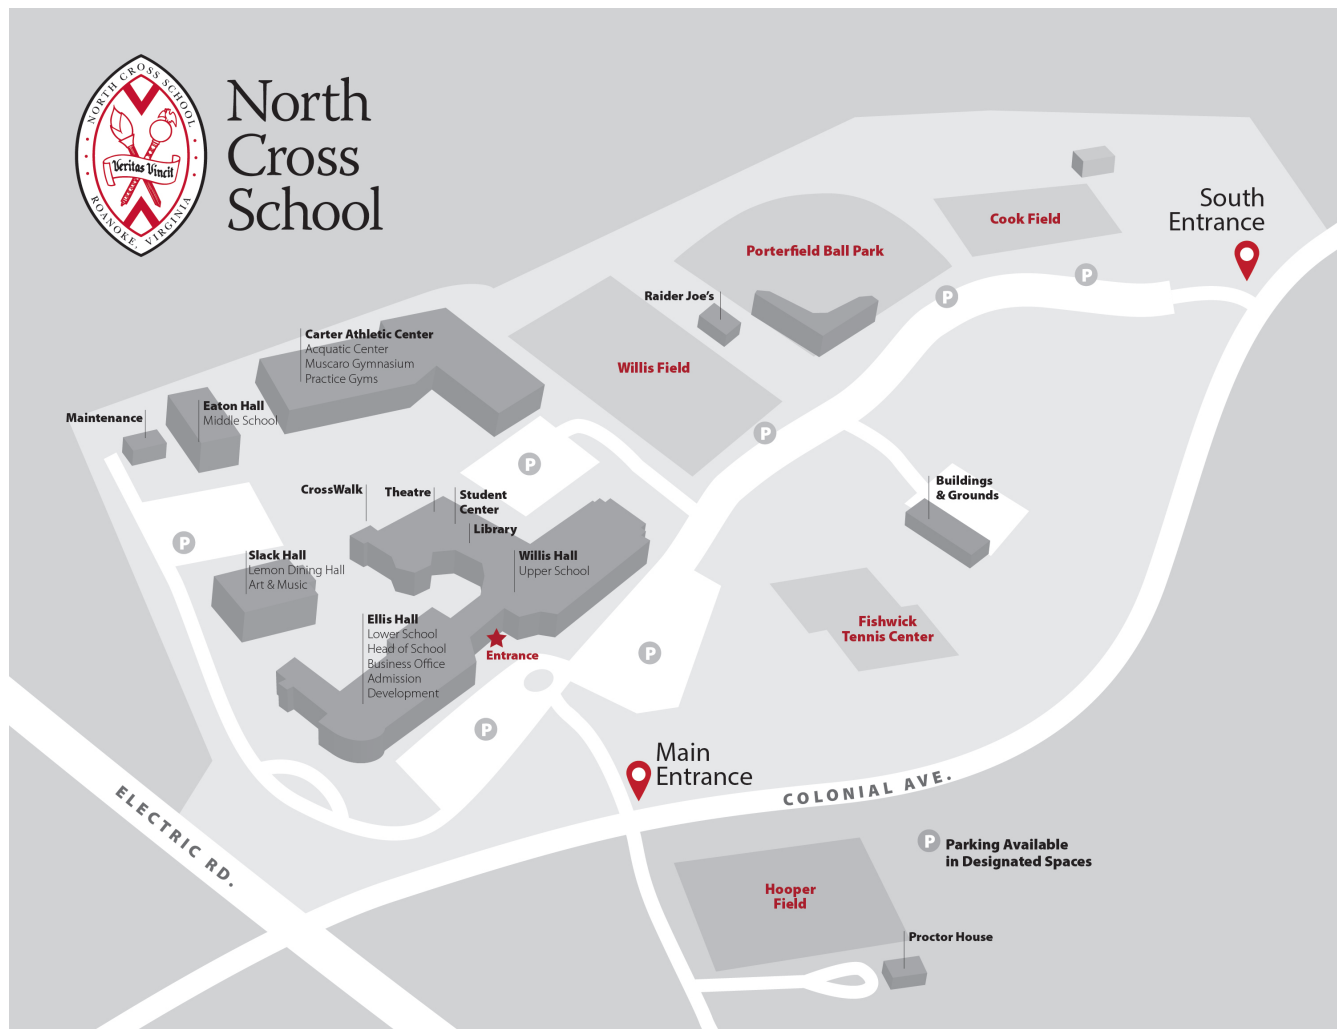 NORTH CROSS SCHOOL
Veritas Vincit
ROANOKE, VIRGINIA
North
Cross
School
South
Entrance
Cook Field
Porterfield Ball Park
P
P
Raider Joe's
Willis Field
Carter Athletic Center
Acquatic Center
Muscaro Gymnasium
Practice Gyms
Eaton Hall
Middle School
Maintenance
P
P
Buildings
& Grounds
CrossWalk
Theatre
Student
Center
Library
P
Slack Hall
Lemon Dining Hall
Art & Music
Willis Hall
Upper School
Ellis Hall
Lower School
Head of School
Business Office
Admission
Development
Entrance
P
Fishwick
Tennis Center
P
Main
Entrance
COLONIAL AVE.
ELECTRIC RD.
P
Parking Available
in Designated Spaces
Hooper
Field
Proctor House